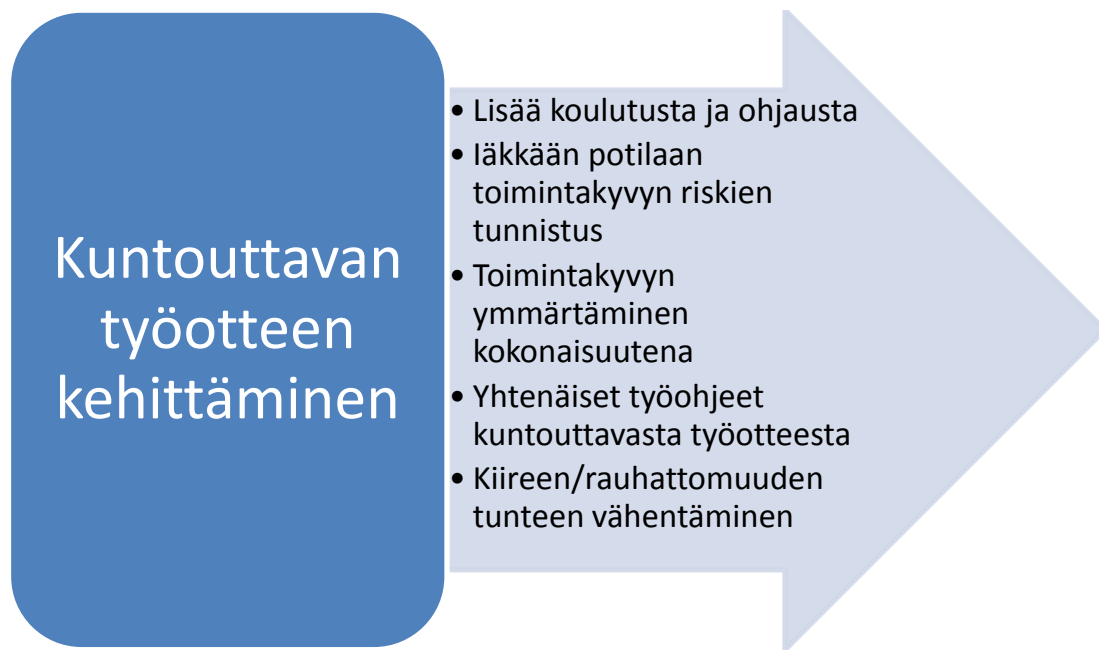 Kuntouttavan
työotteen
kehittäminen
• Lisää koulutusta ja ohjausta
• Iäkkään potilaan
toimintakyvyn riskien
tunnistus
• Toimintakyvyn
ymmärtäminen
kokonaisuutena
• Yhtenäiset työohjeet
kuntouttavasta työotteesta
• Kiireen/rauhattomuuden
tunteen vähentäminen